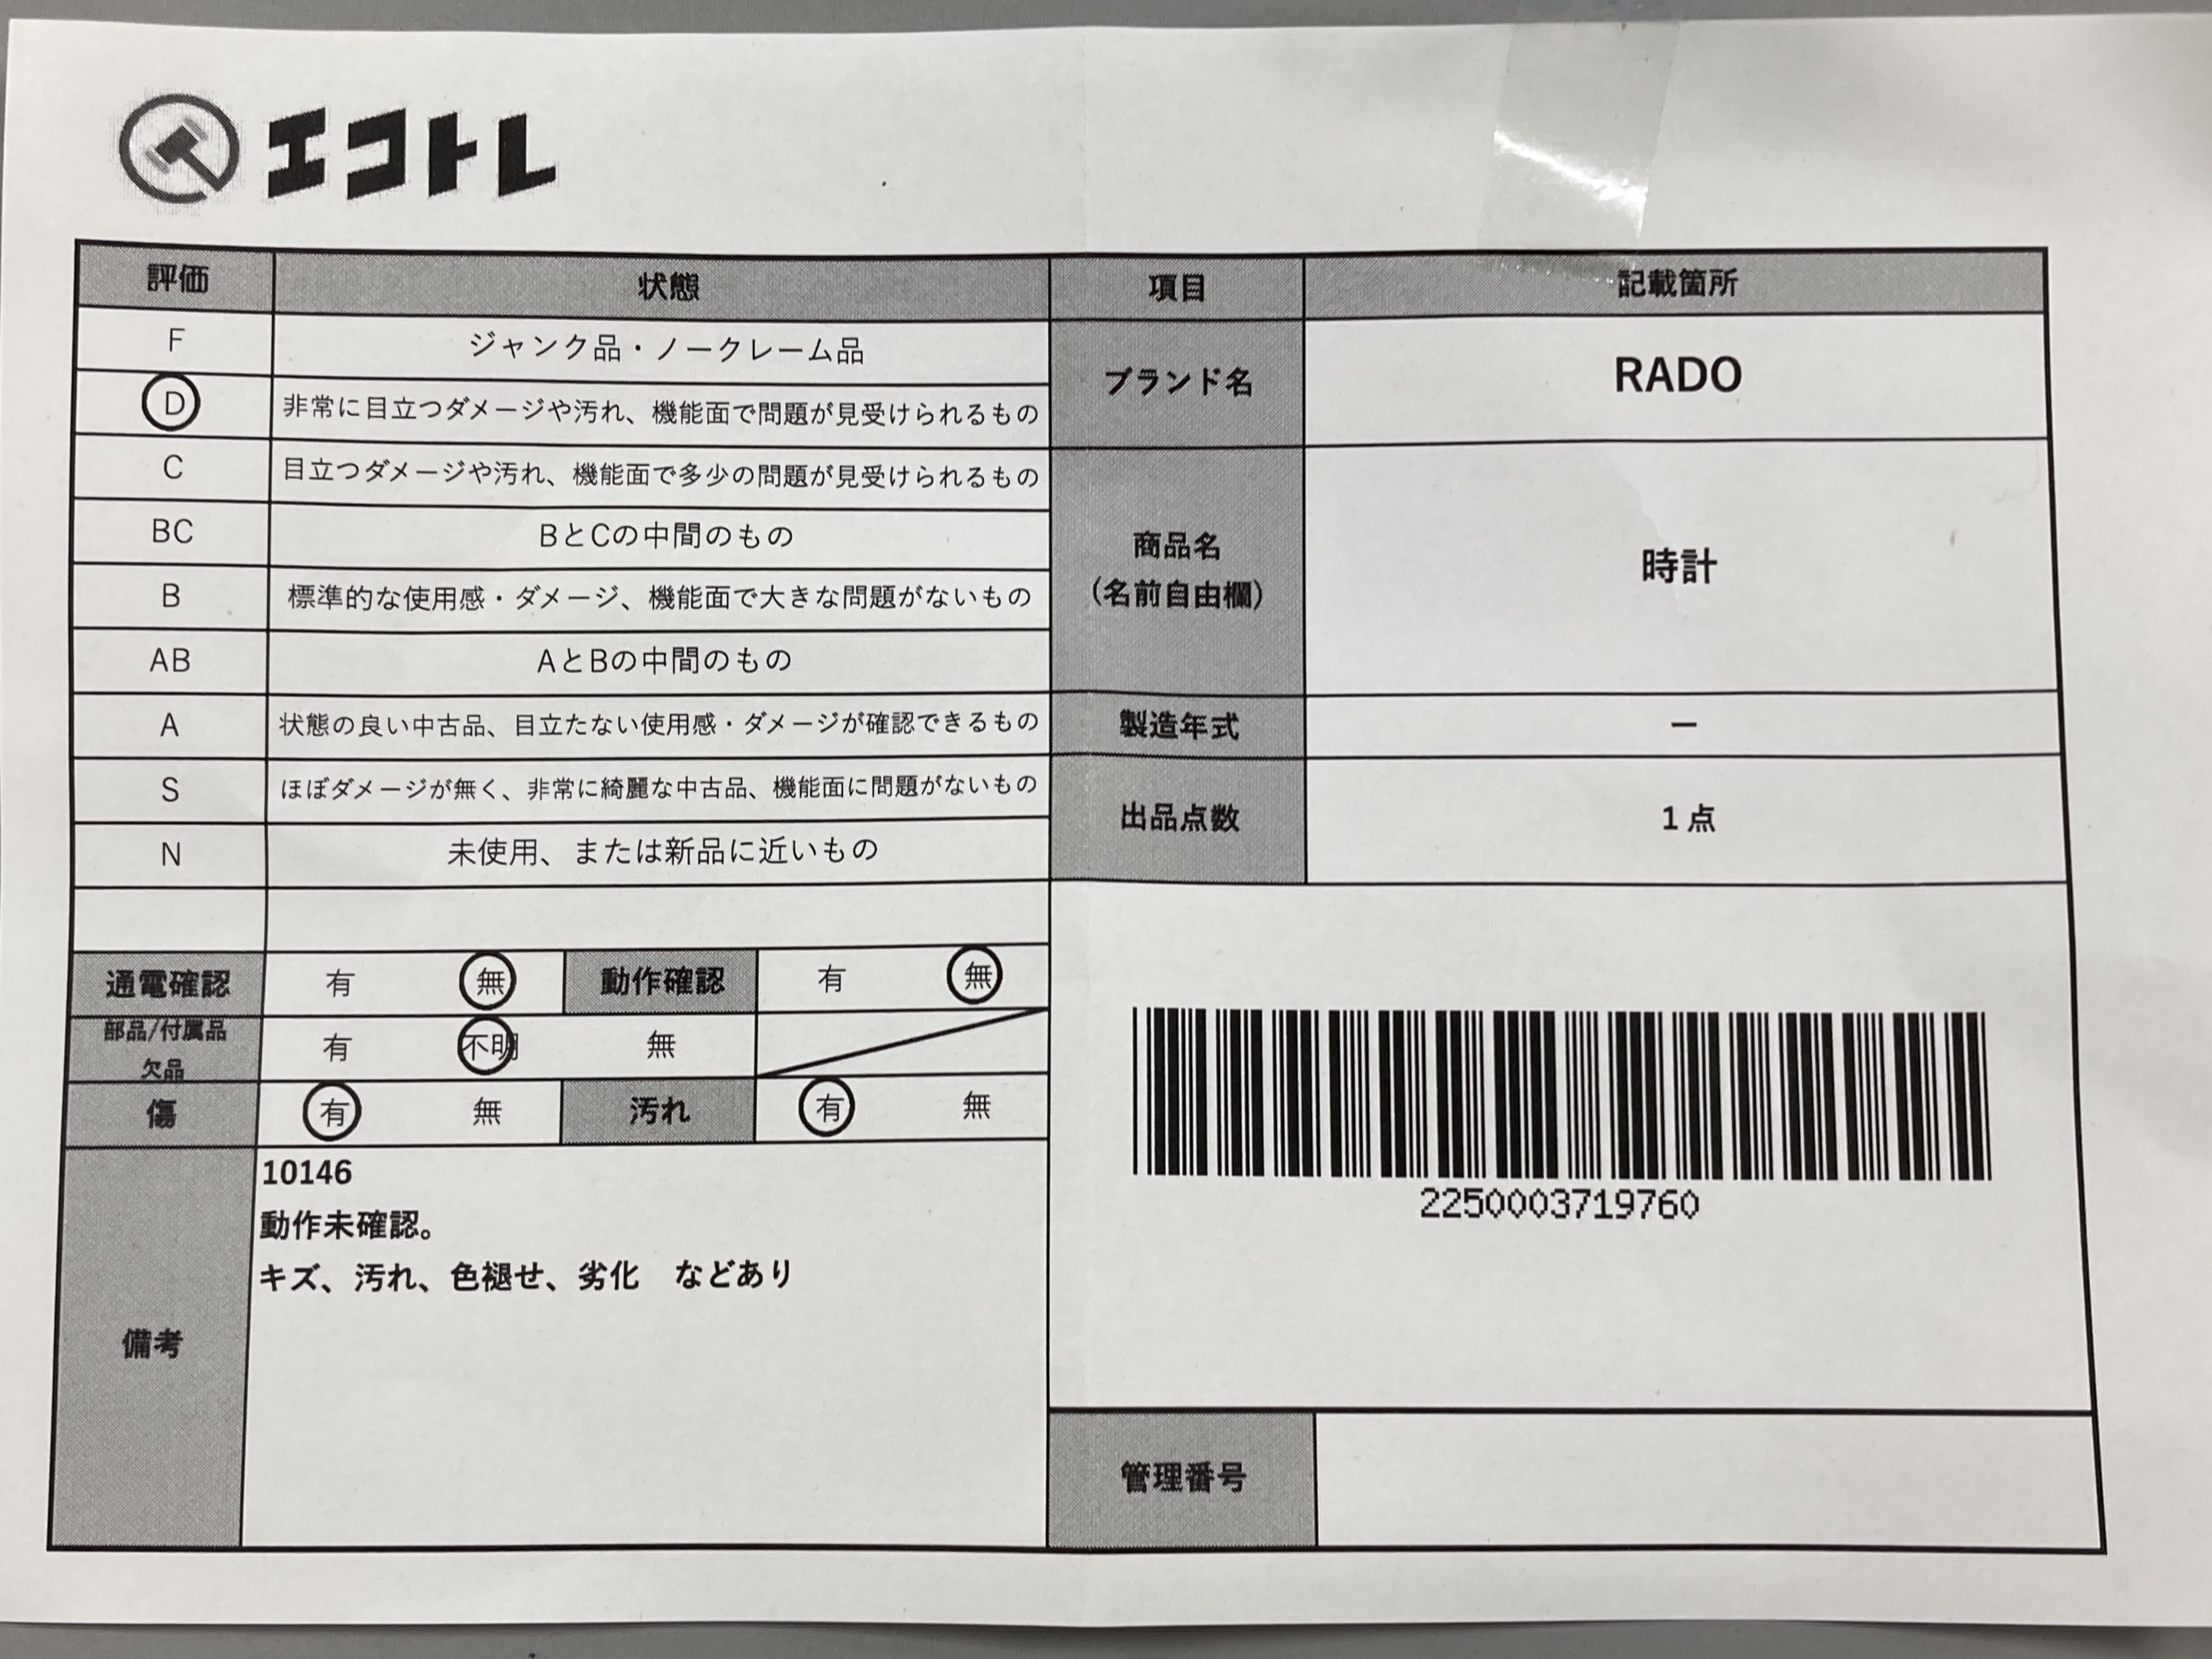 エコトレ
評価 状態 項目 記載箇所
F ジャンク品・ノークレーム品
D 非常に目立つダメージや汚れ、機能面で問題が見受けられるもの
ブランド名 RADO
C 目立つダメージや汚れ、機能面で多少の問題が見受けられるもの
BC BとCの中間のもの
B 標準的な使用感・ダメージ、機能面で大きな問題がないもの
AB AとBの中間のもの
商品名
(名前自由欄)
時計
A 状態の良い中古品、目立たない使用感・ダメージが確認できるもの
製造年式 ー
S ほぼダメージが無く、非常に綺麗な中古品、機能面に問題がないもの
出品点数 1点
N 未使用、または新品に近いもの
通電確認 有 無 動作確認 有 無
部品/付属品
欠品
有 不明 無
傷 有 無 汚れ 有 無
備考
10146
動作未確認。
キズ、汚れ、色褪せ、劣化 などあり
2250003719760
管理番号